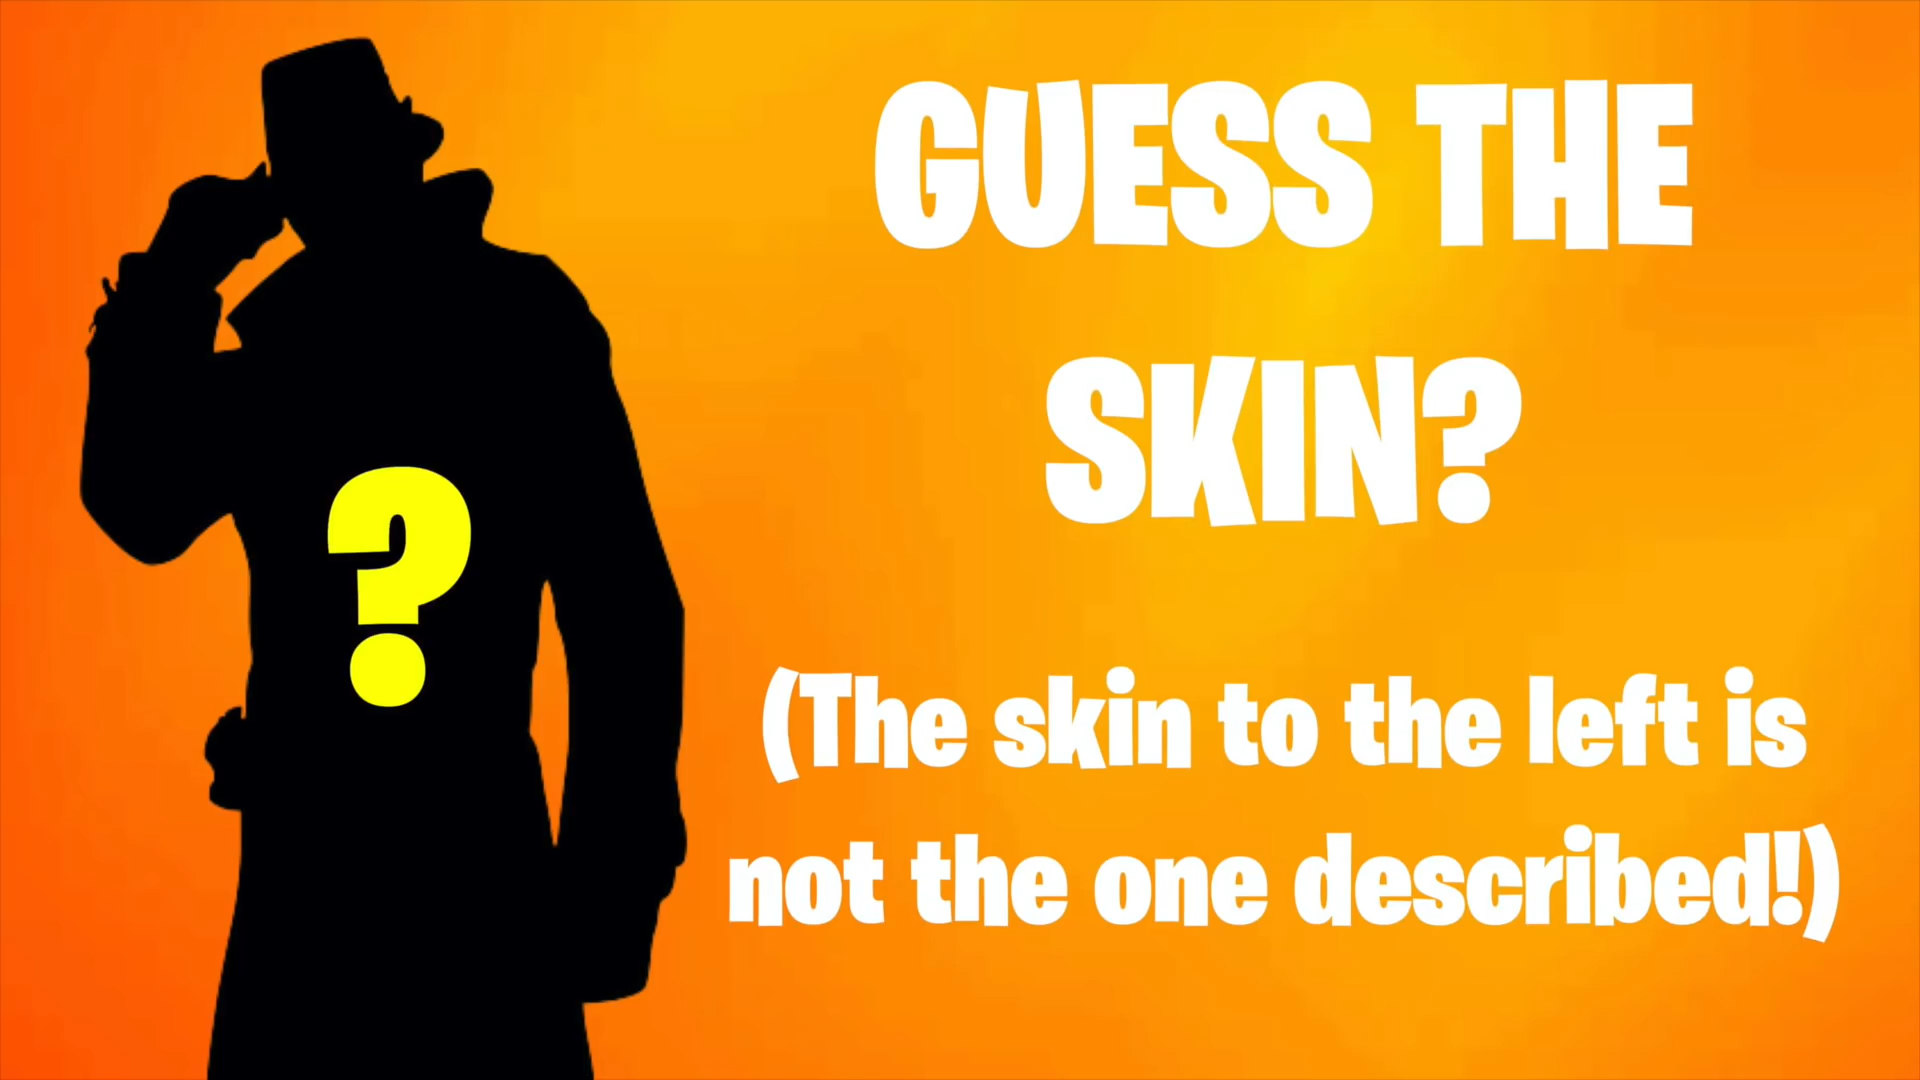 GUESS THE
SKIN?
(The skin to the left is
not the one described!)
?